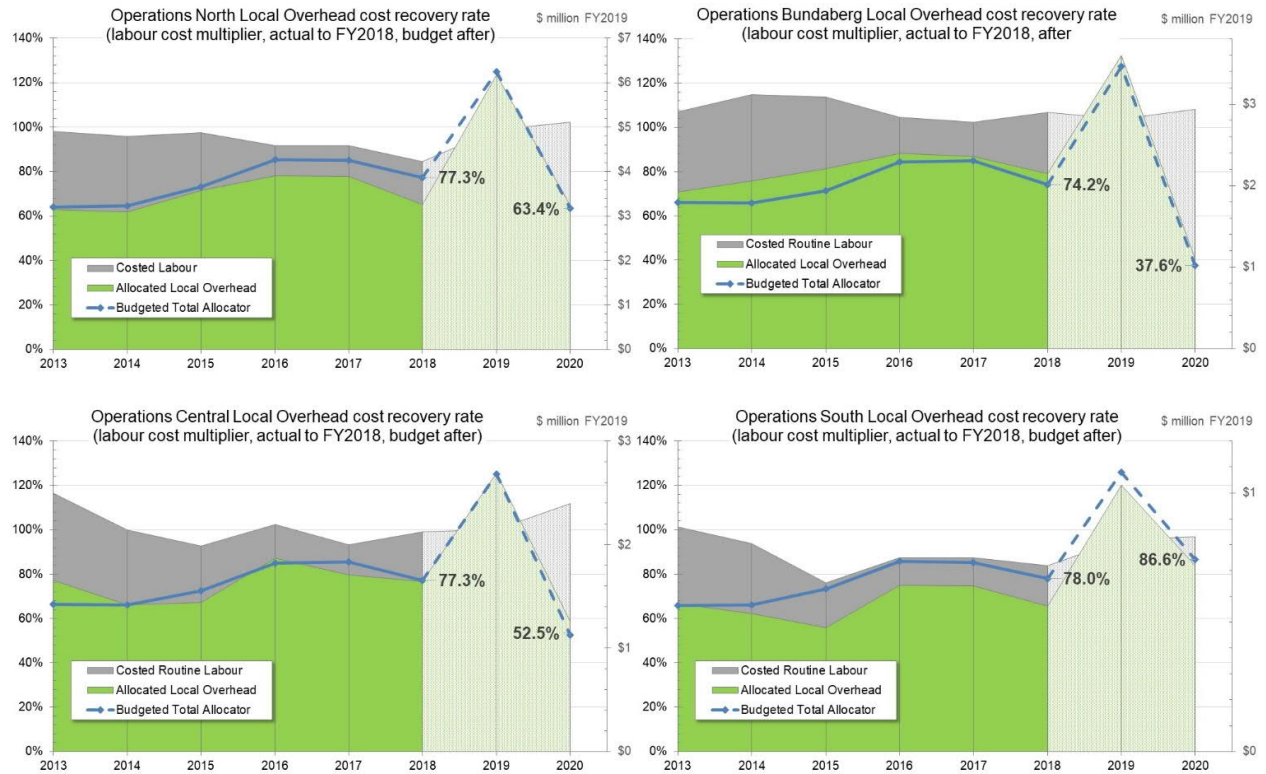 Operations North Local Overhead cost recovery rate
(labour cost multiplier, actual to FY2018, budget after)
$ million FY2019
140%
120%
100%
80%
60%
40%
20%
0%
$7
$6
$5
$4
$3
$2
$1
$0
77.3%
63.4%
Costed Labour
Allocated Local Overhead
Budgeted Total Allocator
2013 2014 2015 2016 2017 2018 2019 2020
Operations Bundaberg Local Overhead cost recovery rate
(labour cost multiplier, actual to FY2018, after
$ million FY2019
140%
120%
100%
80%
60%
40%
20%
0%
$3
$2
$1
$0
74.2%
37.6%
Costed Routine Labour
Allocated Local Overhead
Budgeted Total Allocator
2013 2014 2015 2016 2017 2018 2019 2020
Operations Central Local Overhead cost recovery rate
(labour cost multiplier, actual to FY2018, budget after)
$ million FY2019
140%
120%
100%
80%
60%
40%
20%
0%
$3
$2
$1
$0
77.3%
52.5%
Costed Routine Labour
Allocated Local Overhead
Budgeted Total Allocator
2013 2014 2015 2016 2017 2018 2019 2020
Operations South Local Overhead cost recovery rate
(labour cost multiplier, actual to FY2018, budget after)
$ million FY2019
140%
120%
100%
80%
60%
40%
20%
0%
$1
$0
78.0%
86.6%
Costed Routine Labour
Allocated Local Overhead
Budgeted Total Allocator
2013 2014 2015 2016 2017 2018 2019 2020